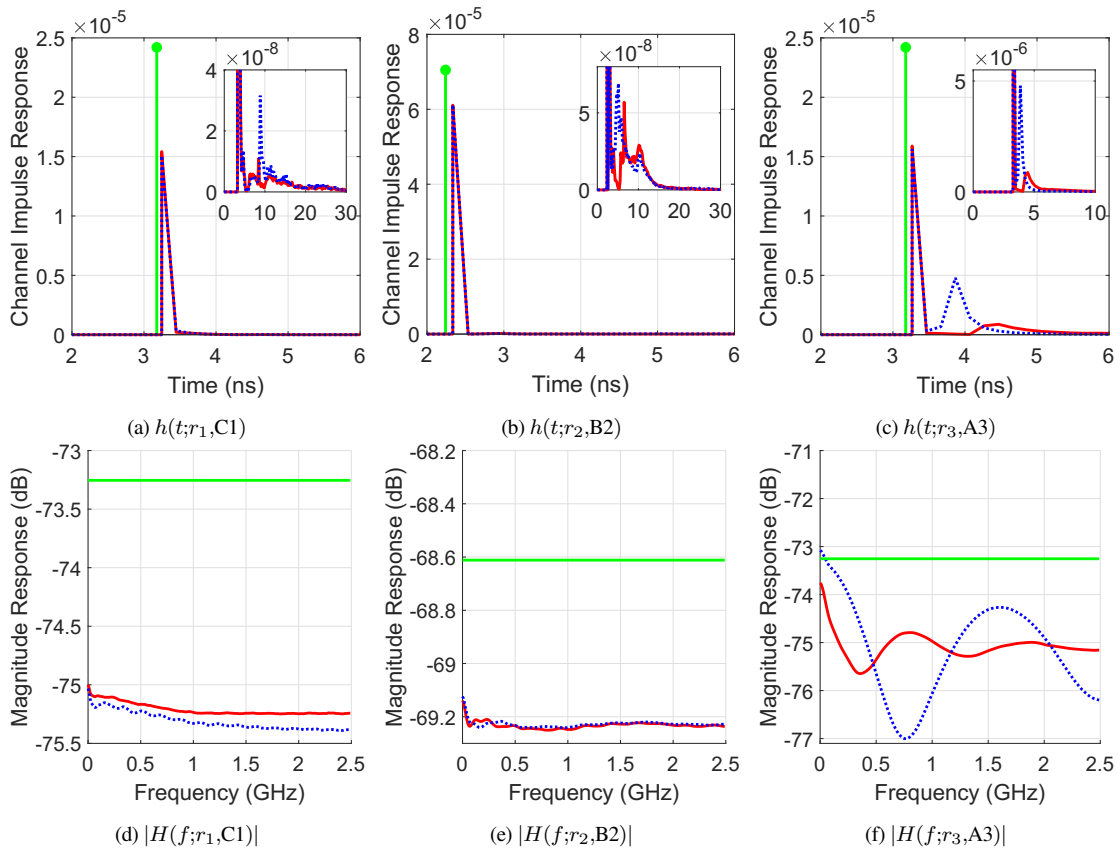 ×10⁻⁵
2.5
2
1.5
1
0.5
0
Channel Impulse Response
×10⁻⁸
4
2
0
0 10 20 30
2 3 4 5 6
Time (ns)
(a) h(t;r₁,C1)
×10⁻⁵
8
6
4
2
0
Channel Impulse Response
×10⁻⁸
5
0
0 10 20 30
2 3 4 5 6
Time (ns)
(b) h(t;r₂,B2)
×10⁻⁵
2.5
2
1.5
1
0.5
0
Channel Impulse Response
×10⁻⁶
5
0
0 5 10
2 3 4 5 6
Time (ns)
(c) h(t;r₃,A3)
-73
-73.5
-74
-74.5
-75
-75.5
Magnitude Response (dB)
0 0.5 1 1.5 2 2.5
Frequency (GHz)
(d) |H(f;r₁,C1)|
-68.2
-68.4
-68.6
-68.8
-69
-69.2
Magnitude Response (dB)
0 0.5 1 1.5 2 2.5
Frequency (GHz)
(e) |H(f;r₂,B2)|
-71
-72
-73
-74
-75
-76
-77
Magnitude Response (dB)
0 0.5 1 1.5 2 2.5
Frequency (GHz)
(f) |H(f;r₃,A3)|